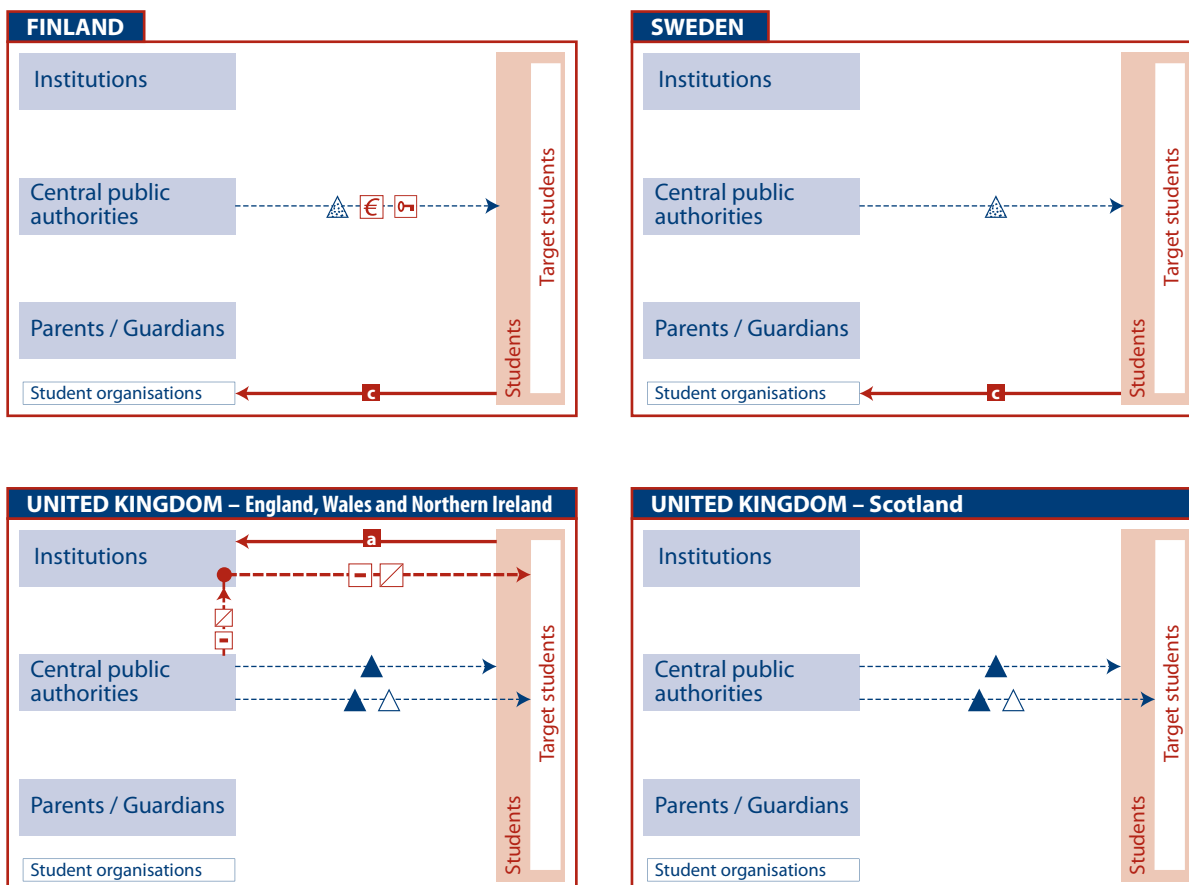 FINLAND
Institutions
Central public
authorities
€
Parents / Guardians
Student organisations
c
Students
Target students
SWEDEN
Institutions
Central public
authorities
Parents / Guardians
Student organisations
c
Students
Target students
UNITED KINGDOM – England, Wales and Northern Ireland
a
Institutions
Central public
authorities
Parents / Guardians
Student organisations
Students
Target students
UNITED KINGDOM – Scotland
Institutions
Central public
authorities
Parents / Guardians
Student organisations
Students
Target students